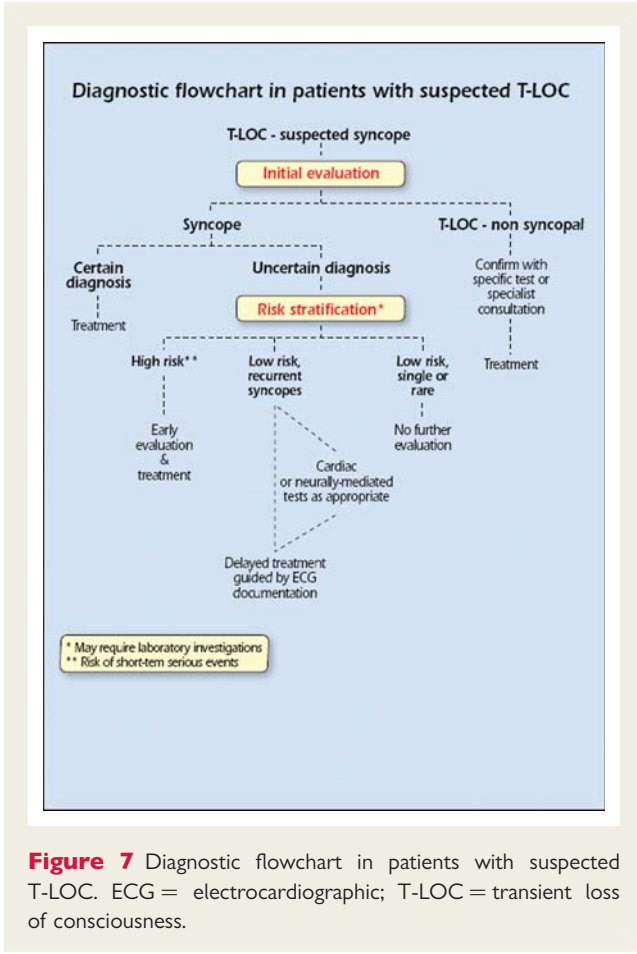 Diagnostic flowchart in patients with suspected T-LOC
T-LOC - suspected syncope
Initial evaluation
Syncope
T-LOC - non syncopal
Certain
diagnosis
Uncertain diagnosis
Confirm with
specific test or
specialist
consultation
Treatment
Risk stratification*
High risk**
Low risk,
recurrent
syncopes
Low risk,
single or
rare
Treatment
Early
evaluation
&
treatment
No further
evaluation
Cardiac
or neurally-mediated
tests as appropriate
Delayed treatment
guided by ECG
documentation
* May require laboratory investigations
** Risk of short-tem serious events
Figure 7 Diagnostic flowchart in patients with suspected
T-LOC. ECG = electrocardiographic; T-LOC = transient loss
of consciousness.